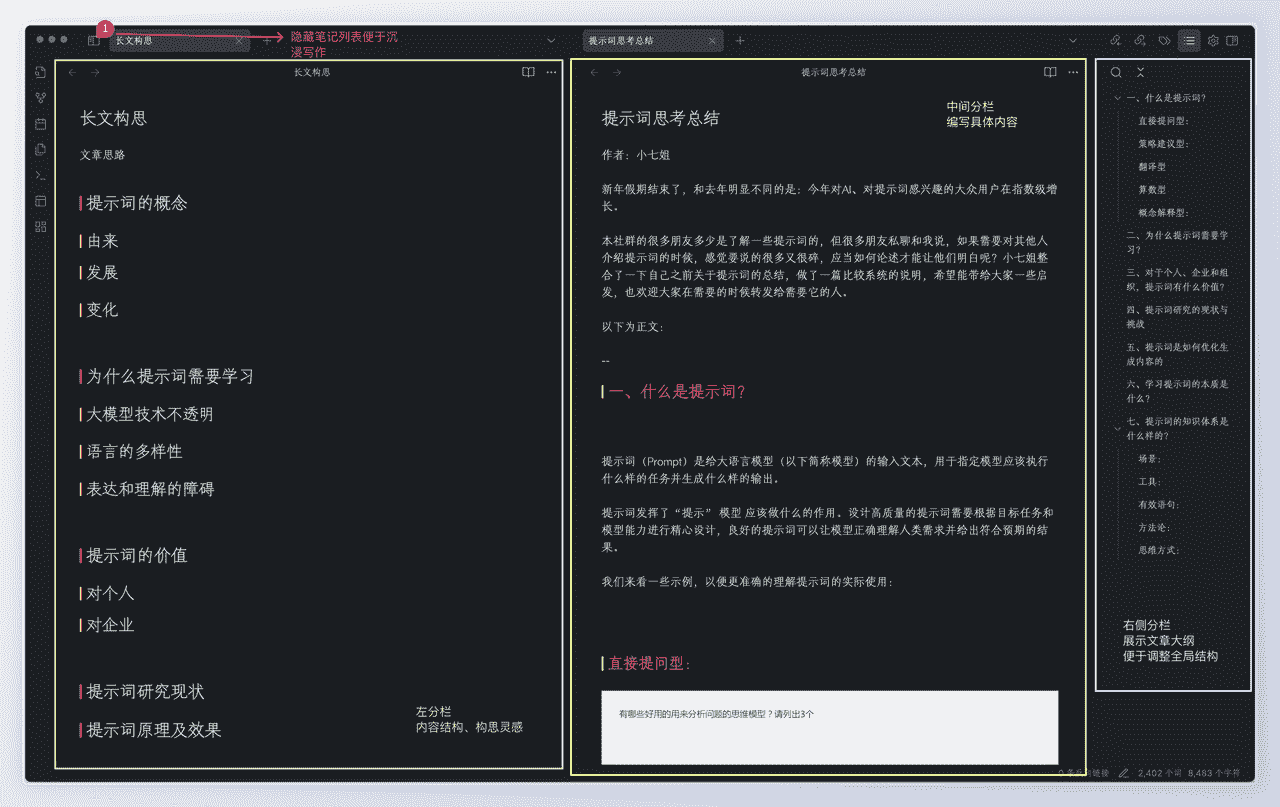 1
长文构思
隐藏笔记列表便于沉
浸写作
提示词思考总结
长文构思
长文构思
文章思路
提示词的概念
由来
发展
变化
为什么提示词需要学习
大模型技术不透明
语言的多样性
表达和理解的障碍
提示词的价值
对个人
对企业
提示词研究现状
提示词原理及效果
左分栏
内容结构、构思灵感
提示词思考总结
提示词思考总结
中间分栏
编写具体内容
作者：小七姐
新年假期结束了，和去年明显不同的是：今年对AI、对提示词感兴趣的大众用户在指数级增
长。
本社群的很多朋友多少是了解一些提示词的，但很多朋友私聊和我说，如果需要对其他人
介绍提示词的时候，感觉要说的很多又很碎，应当如何论述才能让他们明白呢？小七姐整
合了一下自己之前关于提示词的总结，做了一篇比较系统的说明，希望能带给大家一些启
发，也欢迎大家在需要的时候转发给需要它的人。
以下为正文：
--
一、什么是提示词？
提示词（Prompt）是给大语言模型（以下简称模型）的输入文本，用于指定模型应该执行
什么样的任务并生成什么样的输出。
提示词发挥了“提示” 模型 应该做什么的作用。设计高质量的提示词需要根据目标任务和
模型能力进行精心设计，良好的提示词可以让模型正确理解人类需求并给出符合预期的结
果。
我们来看一些示例，以便更准确的理解提示词的实际使用：
直接提问型：
有哪些好用的用来分析问题的思维模型？请列出3个
一、什么是提示词？
直接提问型：
策略建议型：
翻译型
算数型
概念解释型：
二、为什么提示词需要学
习？
三、对于个人、企业和组
织，提示词有什么价值？
四、提示词研究的现状与
挑战
五、提示词是如何优化生
成内容的
六、学习提示词的本质是
什么？
七、提示词的知识体系是
什么样的？
场景：
工具：
有效语句：
方法论：
思维方式：
右侧分栏
展示文章大纲
便于调整全局结构
0 条反向链接 2,402 个词 8,483 个字符